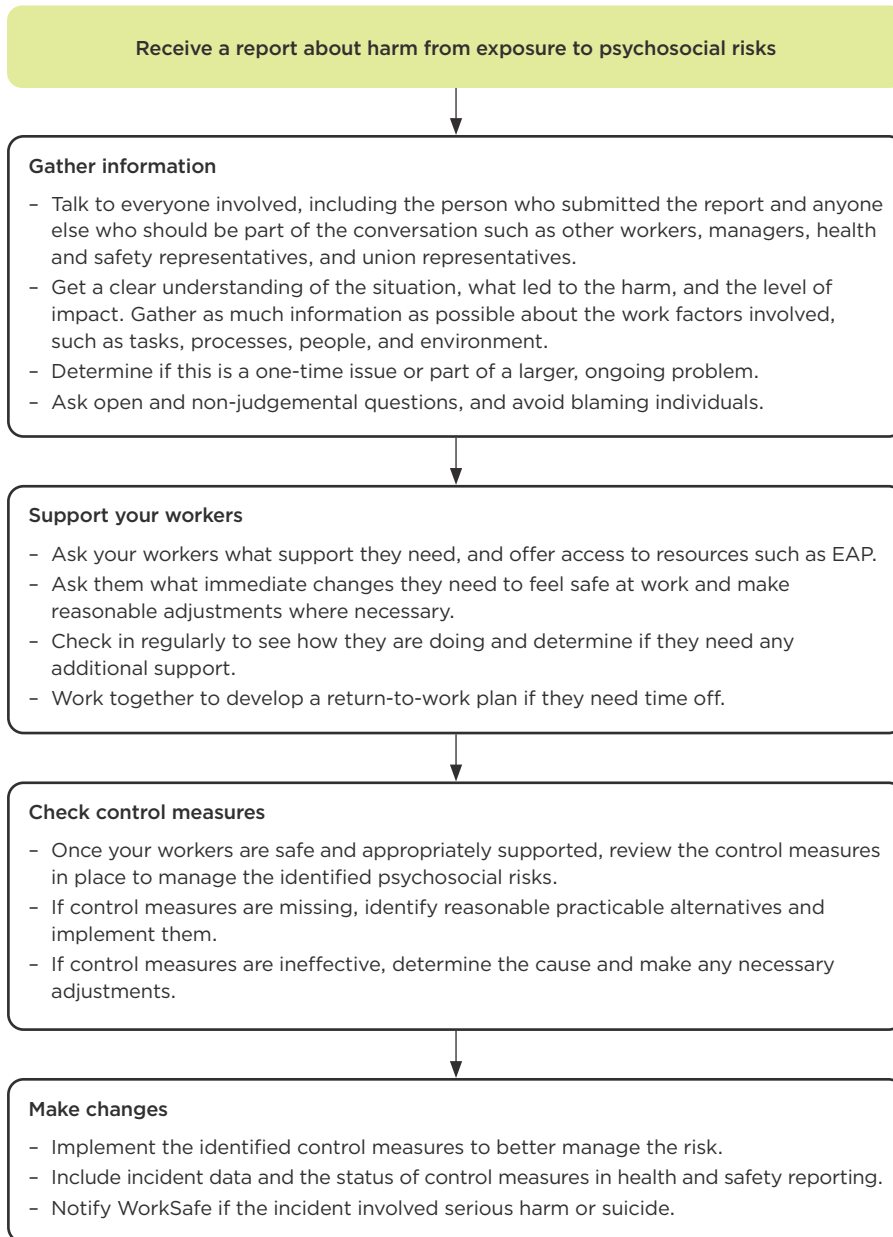 Receive a report about harm from exposure to psychosocial risks
Gather information
– Talk to everyone involved, including the person who submitted the report and anyone
else who should be part of the conversation such as other workers, managers, health
and safety representatives, and union representatives.
– Get a clear understanding of the situation, what led to the harm, and the level of
impact. Gather as much information as possible about the work factors involved,
such as tasks, processes, people, and environment.
– Determine if this is a one-time issue or part of a larger, ongoing problem.
– Ask open and non-judgemental questions, and avoid blaming individuals.
Support your workers
– Ask your workers what support they need, and offer access to resources such as EAP.
– Ask them what immediate changes they need to feel safe at work and make
reasonable adjustments where necessary.
– Check in regularly to see how they are doing and determine if they need any
additional support.
– Work together to develop a return-to-work plan if they need time off.
Check control measures
– Once your workers are safe and appropriately supported, review the control measures
in place to manage the identified psychosocial risks.
– If control measures are missing, identify reasonable practicable alternatives and
implement them.
– If control measures are ineffective, determine the cause and make any necessary
adjustments.
Make changes
– Implement the identified control measures to better manage the risk.
– Include incident data and the status of control measures in health and safety reporting.
– Notify WorkSafe if the incident involved serious harm or suicide.